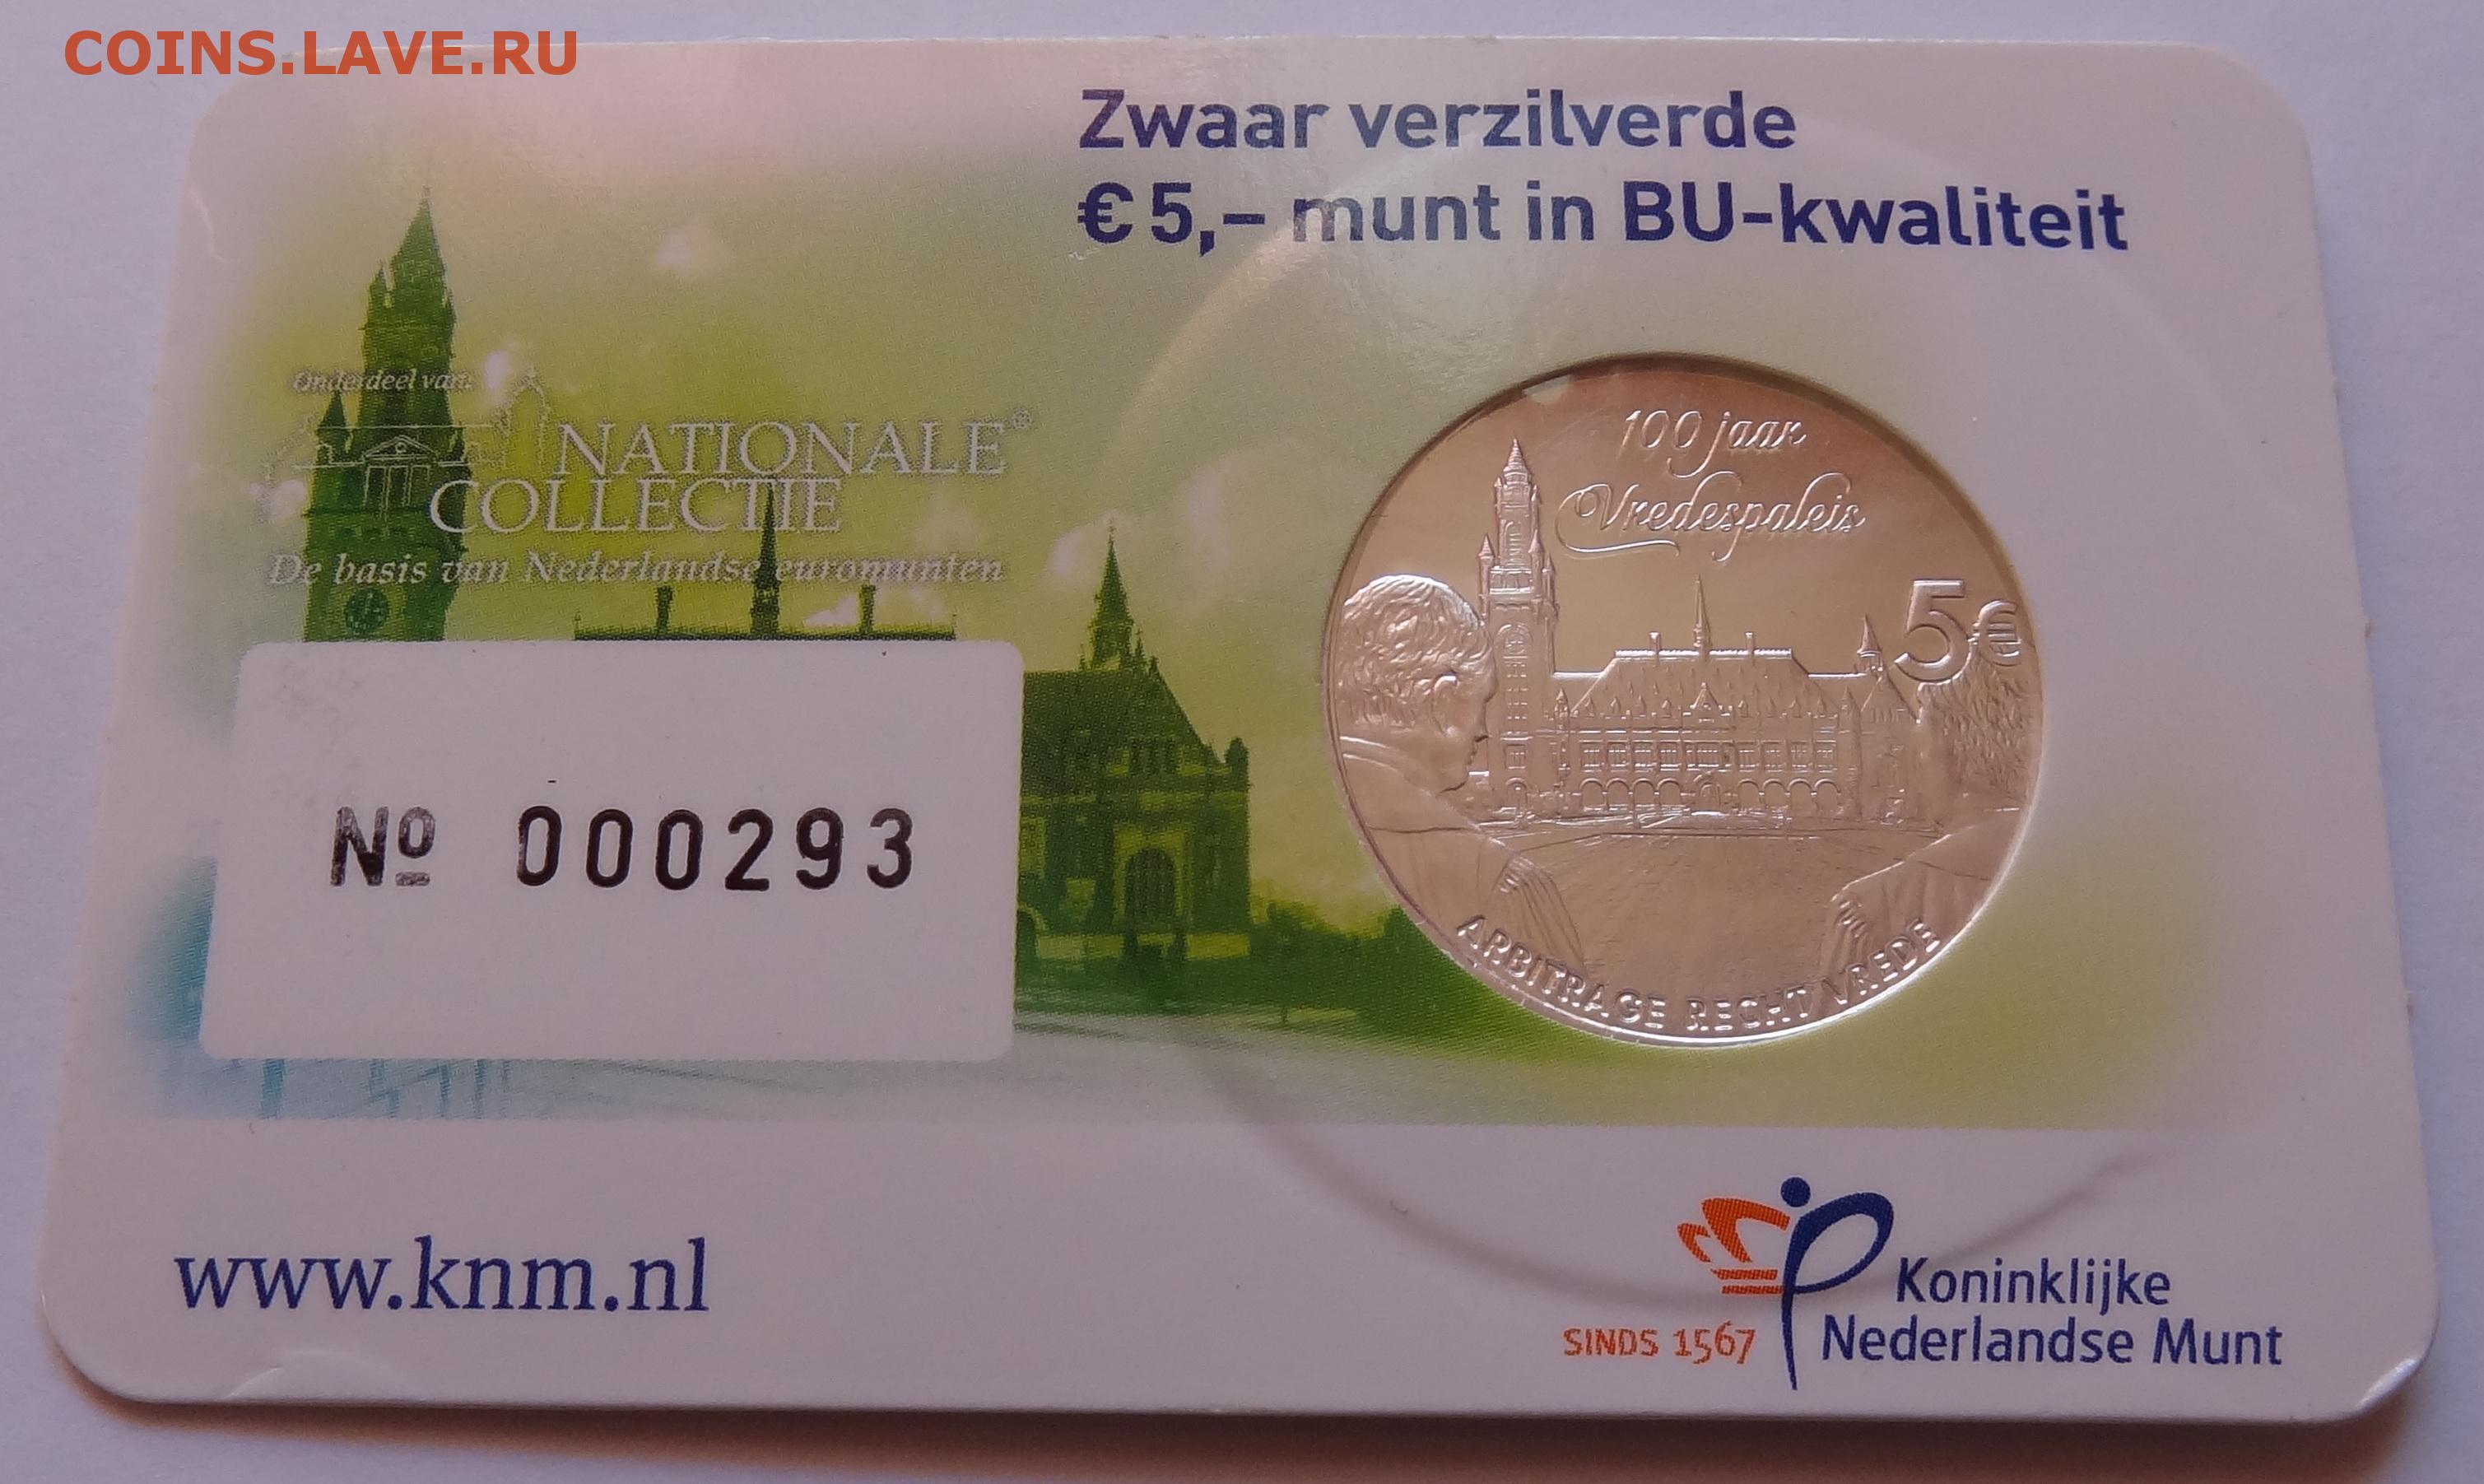 COINS.LAVE.RU
Zwaar verzilverde
€ 5,– munt in BU-kwaliteit
Onderdeel van:
NATIONALE®
COLLECTIE
De basis van Nederlandse euromunten
100 jaar
Vredespaleis
5€
ARBITRAGE RECHT VREDE
Nº 000293
www.knm.nl
SINDS 1567
Koninklijke
Nederlandse Munt